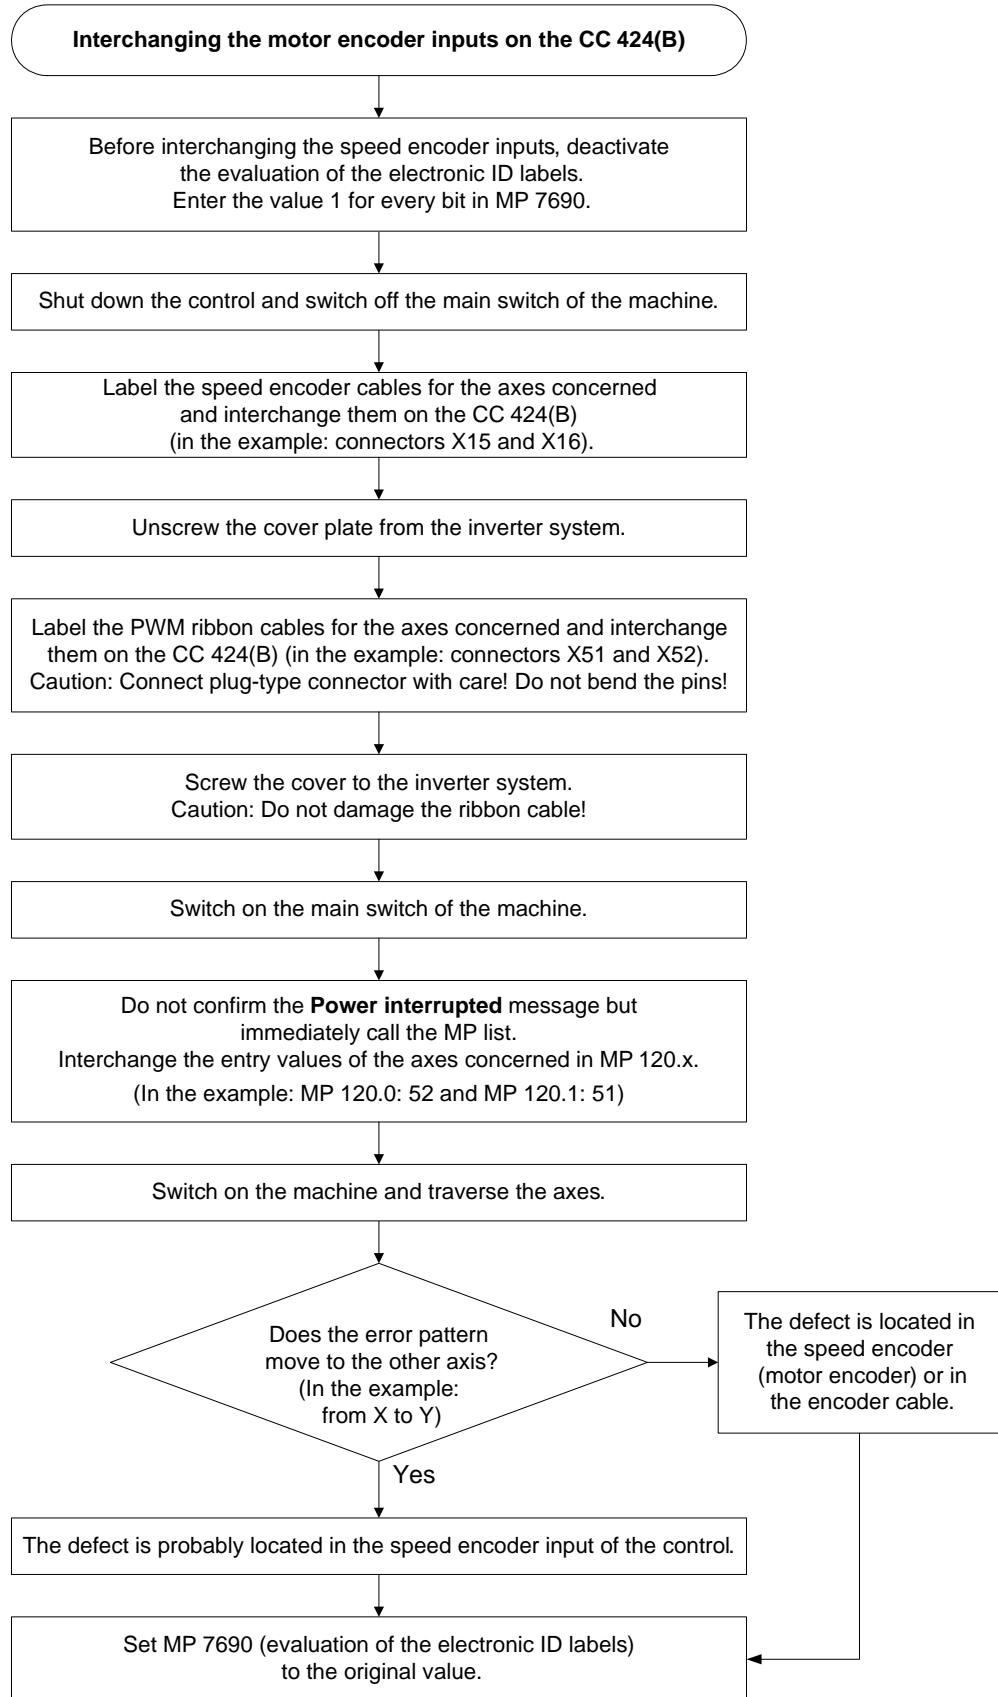 Interchanging the motor encoder inputs on the CC 424(B)
Before interchanging the speed encoder inputs, deactivate
the evaluation of the electronic ID labels.
Enter the value 1 for every bit in MP 7690.
Shut down the control and switch off the main switch of the machine.
Label the speed encoder cables for the axes concerned
and interchange them on the CC 424(B)
(in the example: connectors X15 and X16).
Unscrew the cover plate from the inverter system.
Label the PWM ribbon cables for the axes concerned and interchange
them on the CC 424(B) (in the example: connectors X51 and X52).
Caution: Connect plug-type connector with care! Do not bend the pins!
Screw the cover to the inverter system.
Caution: Do not damage the ribbon cable!
Switch on the main switch of the machine.
Do not confirm the Power interrupted message but
immediately call the MP list.
Interchange the entry values of the axes concerned in MP 120.x.
(In the example: MP 120.0: 52 and MP 120.1: 51)
Switch on the machine and traverse the axes.
Does the error pattern
move to the other axis?
(In the example:
from X to Y)
No
The defect is located in
the speed encoder
(motor encoder) or in
the encoder cable.
Yes
The defect is probably located in the speed encoder input of the control.
Set MP 7690 (evaluation of the electronic ID labels)
to the original value.